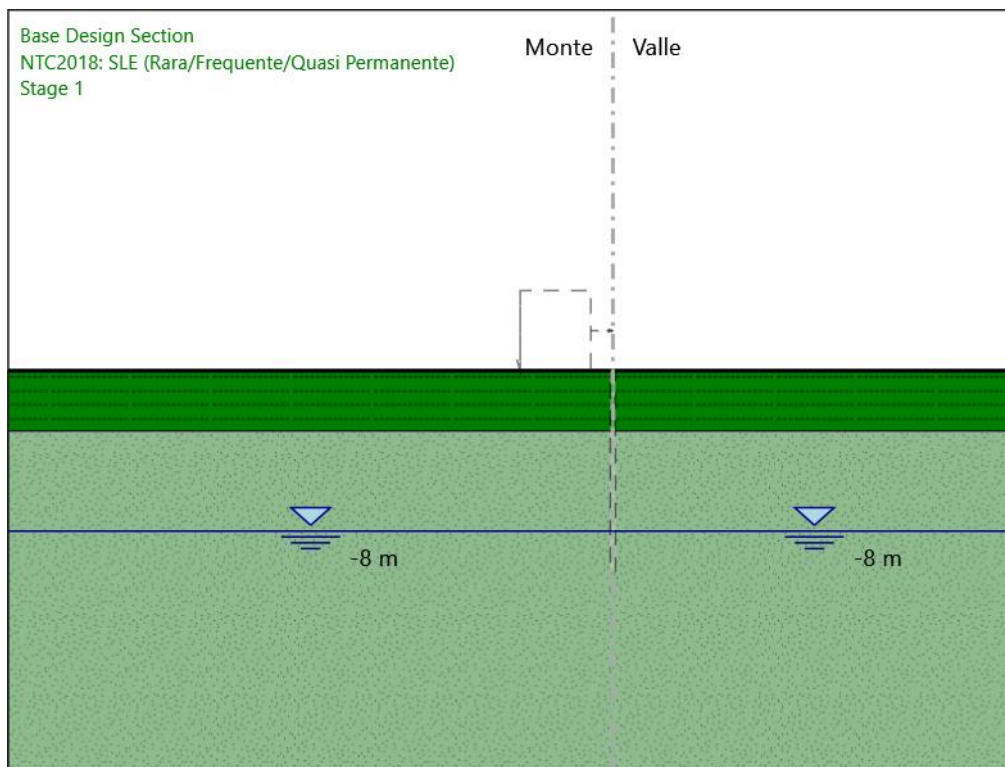 Base Design Section
NTC2018: SLE (Rara/Frequente/Quasi Permanente)
Stage 1
Monte
Valle
-8 m
-8 m